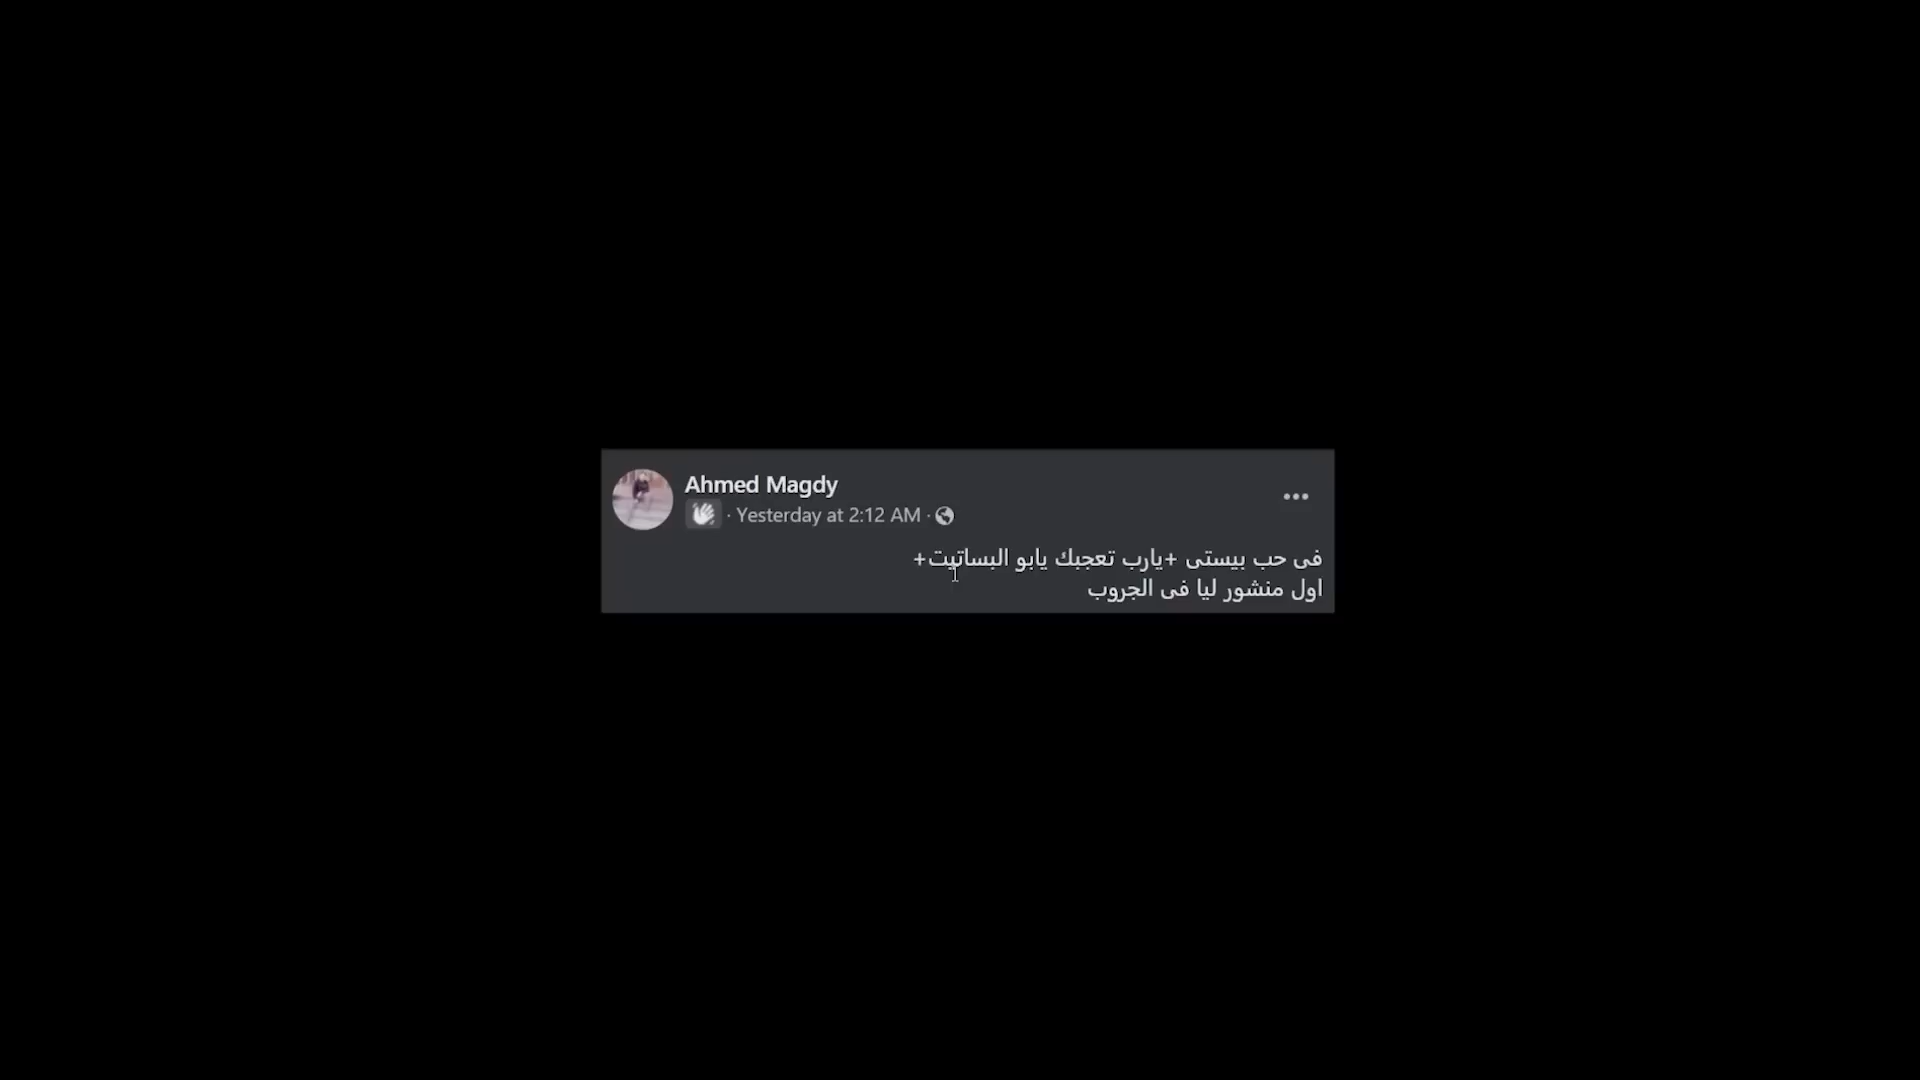 Ahmed Magdy
· Yesterday at 2:12 AM ·
فى حب بيستى +يارب تعجبك يابو البساتيت+
اول منشور ليا فى الجروب